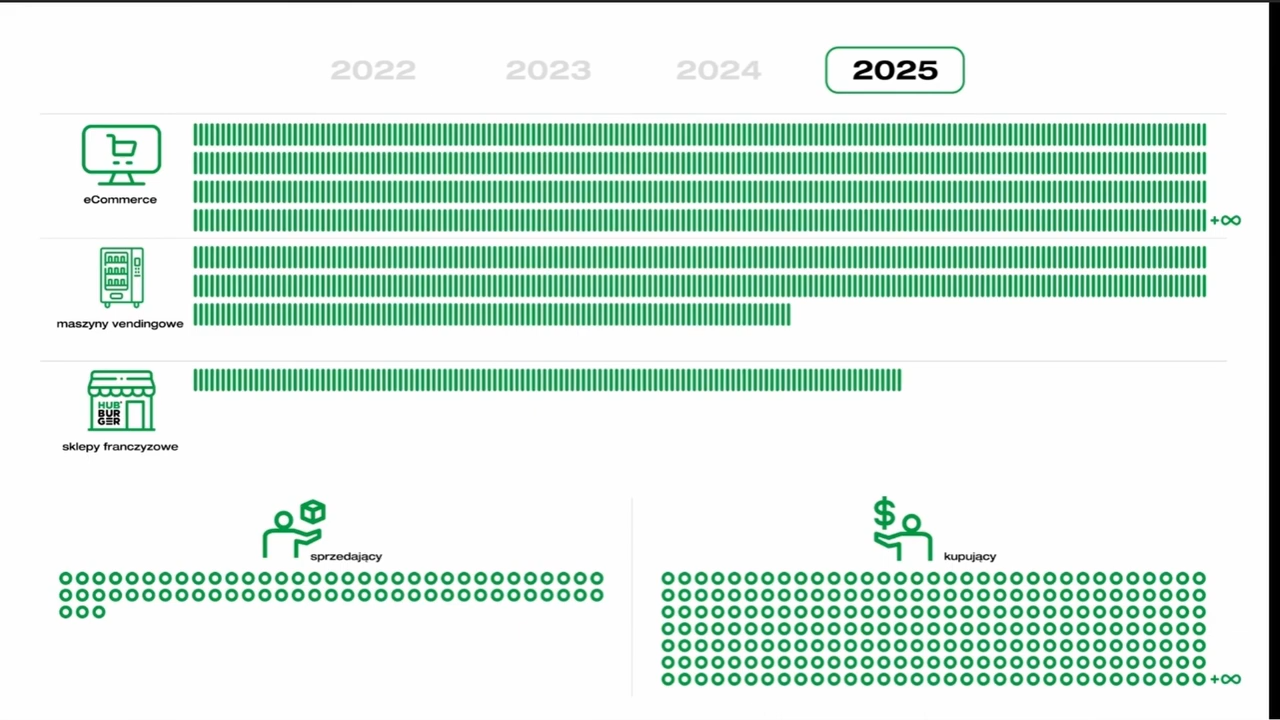 2022 2023 2024 2025
eCommerce
+∞
maszyny vendingowe
HUB
BUR
GER
sklepy franczyzowe
$
sprzedający
kupujący
+∞